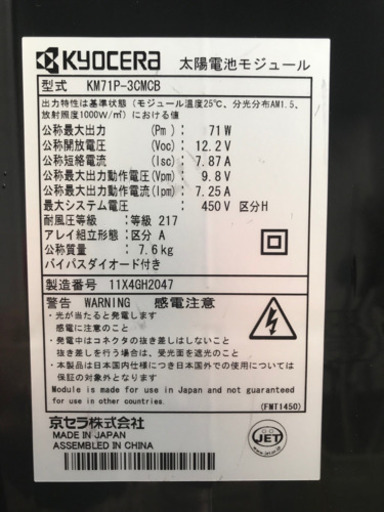 KYOCERA 太陽電池モジュール
型式 KM71P-3CMCB
出力特性は基準状態（モジュール温度25℃、分光分布AM1.5、
放射照度1000W/㎡）における値
公称最大出力 (Pm) : 71 W
公称開放電圧 (Voc) : 12.2 V
公称短絡電流 (Isc) : 7.87 A
公称最大出力動作電圧 (Vpm) : 9.8 V
公称最大出力動作電流 (Ipm) : 7.25 A
最大システム電圧 : 450 V 区分H
耐風圧等級 : 等級 217
アレイ組立形態 : 区分 A
公称質量 : 7.6kg
バイパスダイオード付き
製造番号 11X4GH2047
警告 WARNING 感電注意
・光が当たると発電します
感電に注意してください
・発電中はコネクタの抜き差しはしないこと
抜き差しを行う場合は、受光面を遮光のこと
・本製品は日本国内仕様につき日本国外での使用については
保証の対象外となります
Module is made for use in Japan and not guaranteed
for use in other countries.
(FMT1450)
京セラ株式会社
MADE IN JAPAN
ASSEMBLED IN CHINA
JET